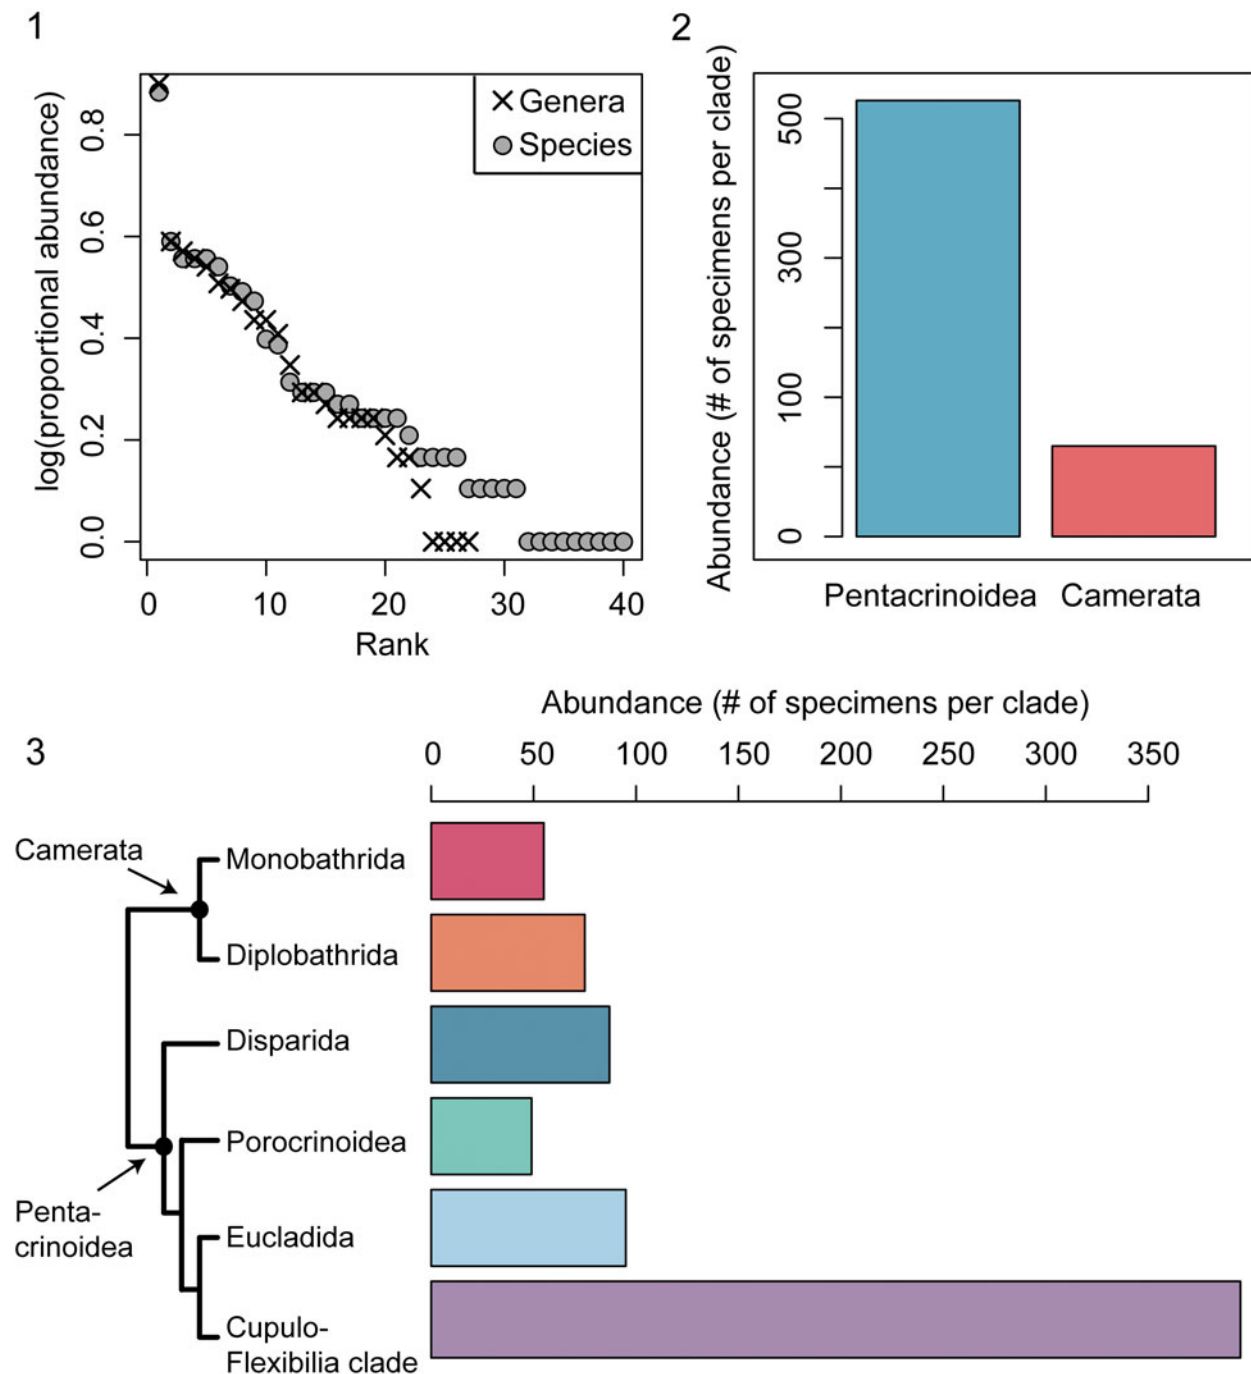 1
log(proportional abundance)
0.0
0.2
0.4
0.6
0.8
Genera
Species
0 10 20 30 40
Rank
2
Abundance (# of specimens per clade)
0
100
300
500
Pentacrinoidea Camerata
3
Abundance (# of specimens per clade)
0 50 100 150 200 250 300 350
Camerata
Monobathrida
Diplobathrida
Disparida
Porocrinoidea
Penta-
crinoidea
Eucladida
Cupulo-
Flexibilia clade